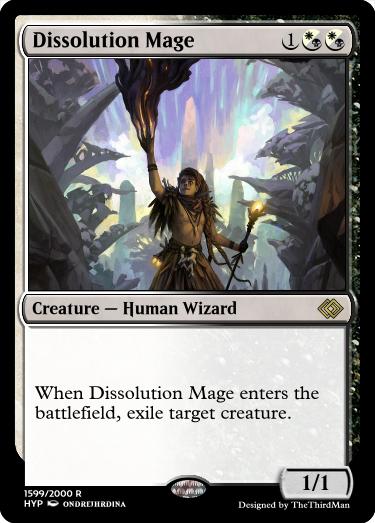 Dissolution Mage 1
Creature — Human Wizard
When Dissolution Mage enters the
battlefield, exile target creature.
1/1
1599/2000 R
HYP ONDREJHRDINA
Designed by TheThirdMan